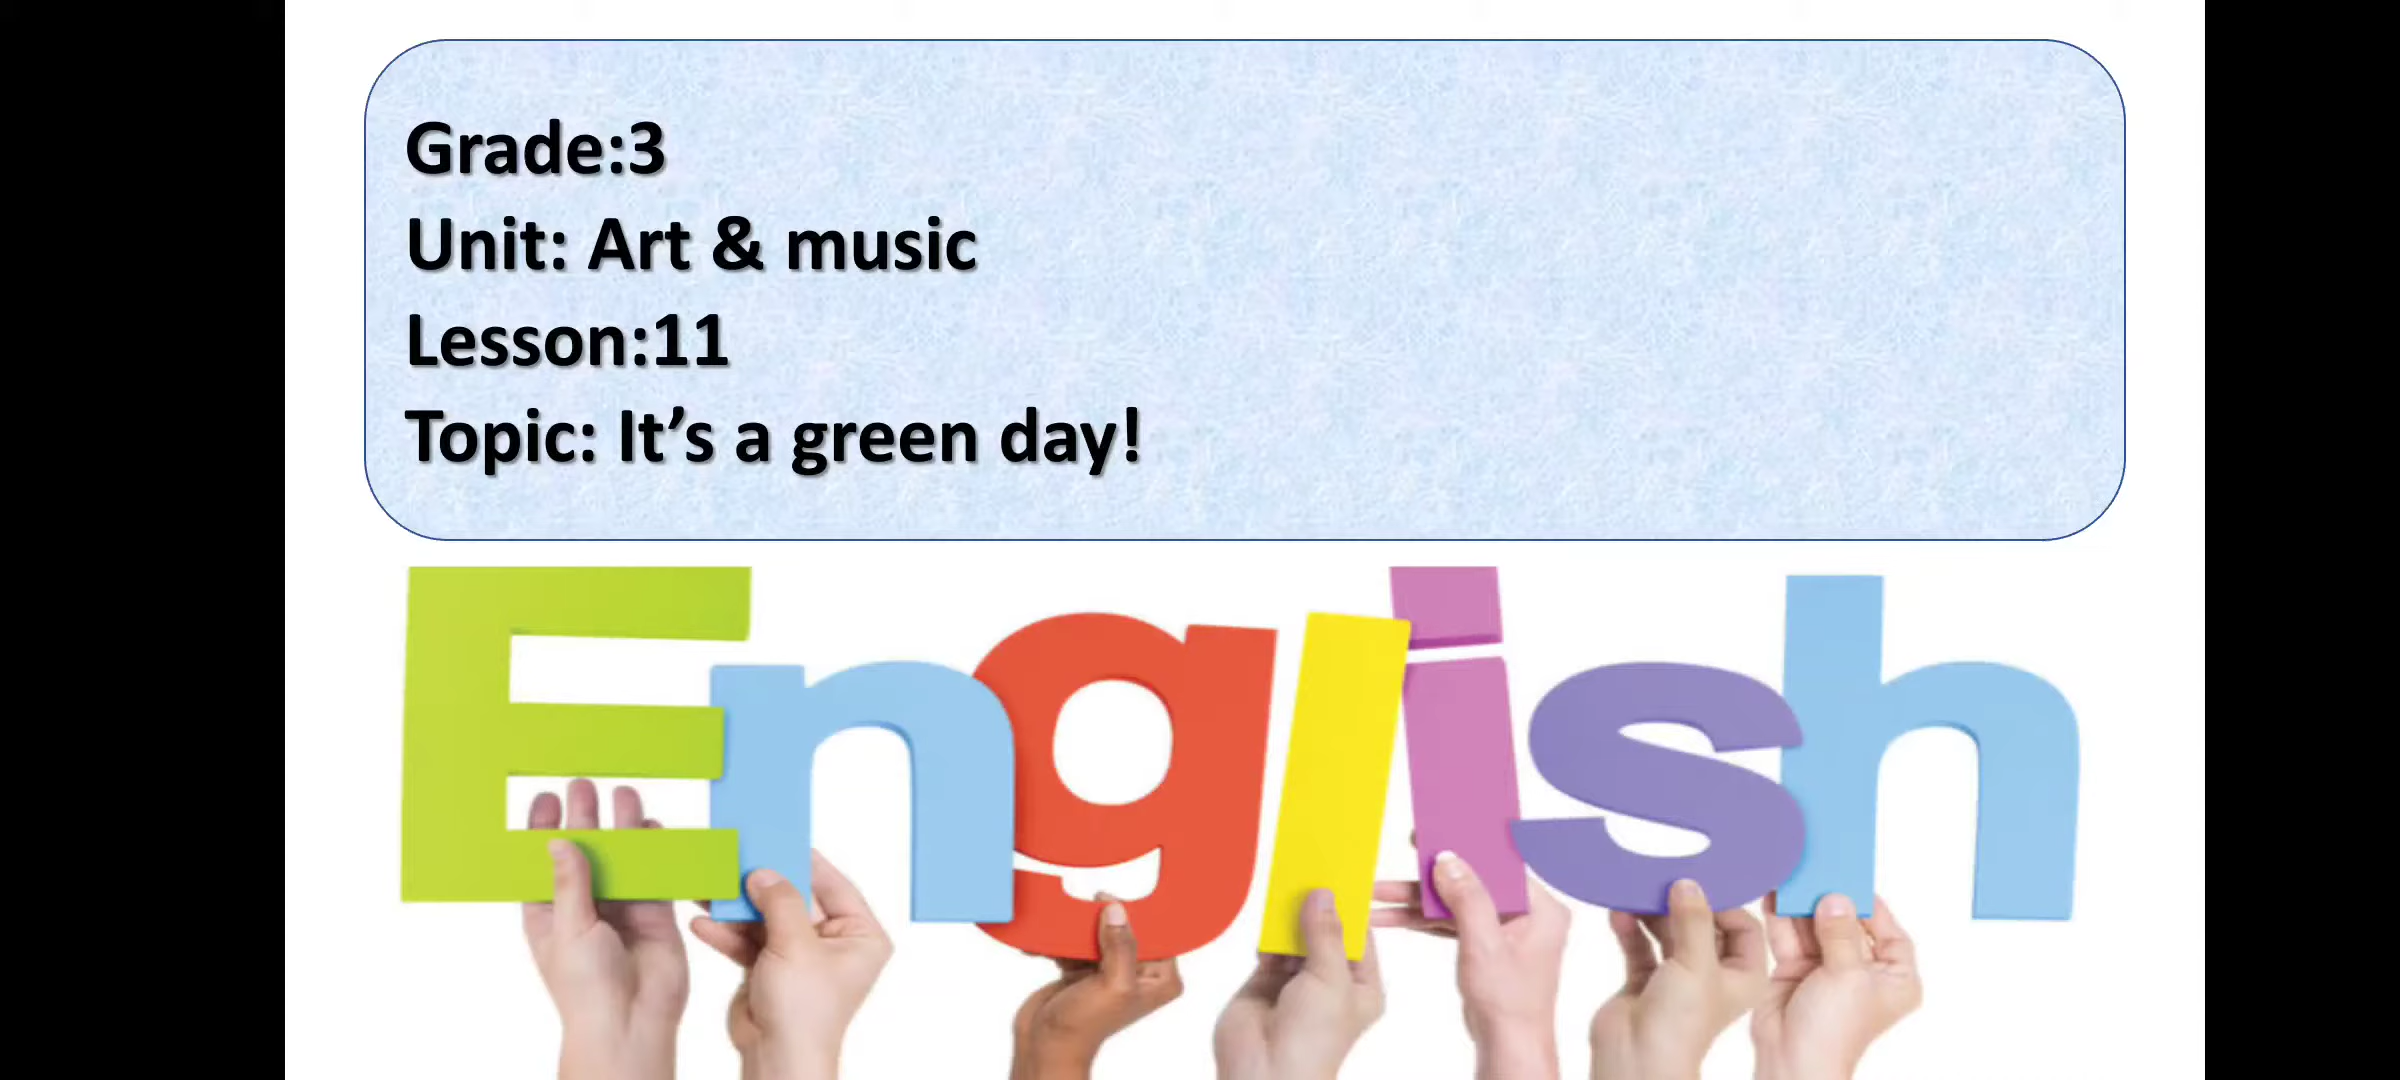 Grade:3
Unit: Art & music
Lesson:11
Topic: It’s a green day!
English